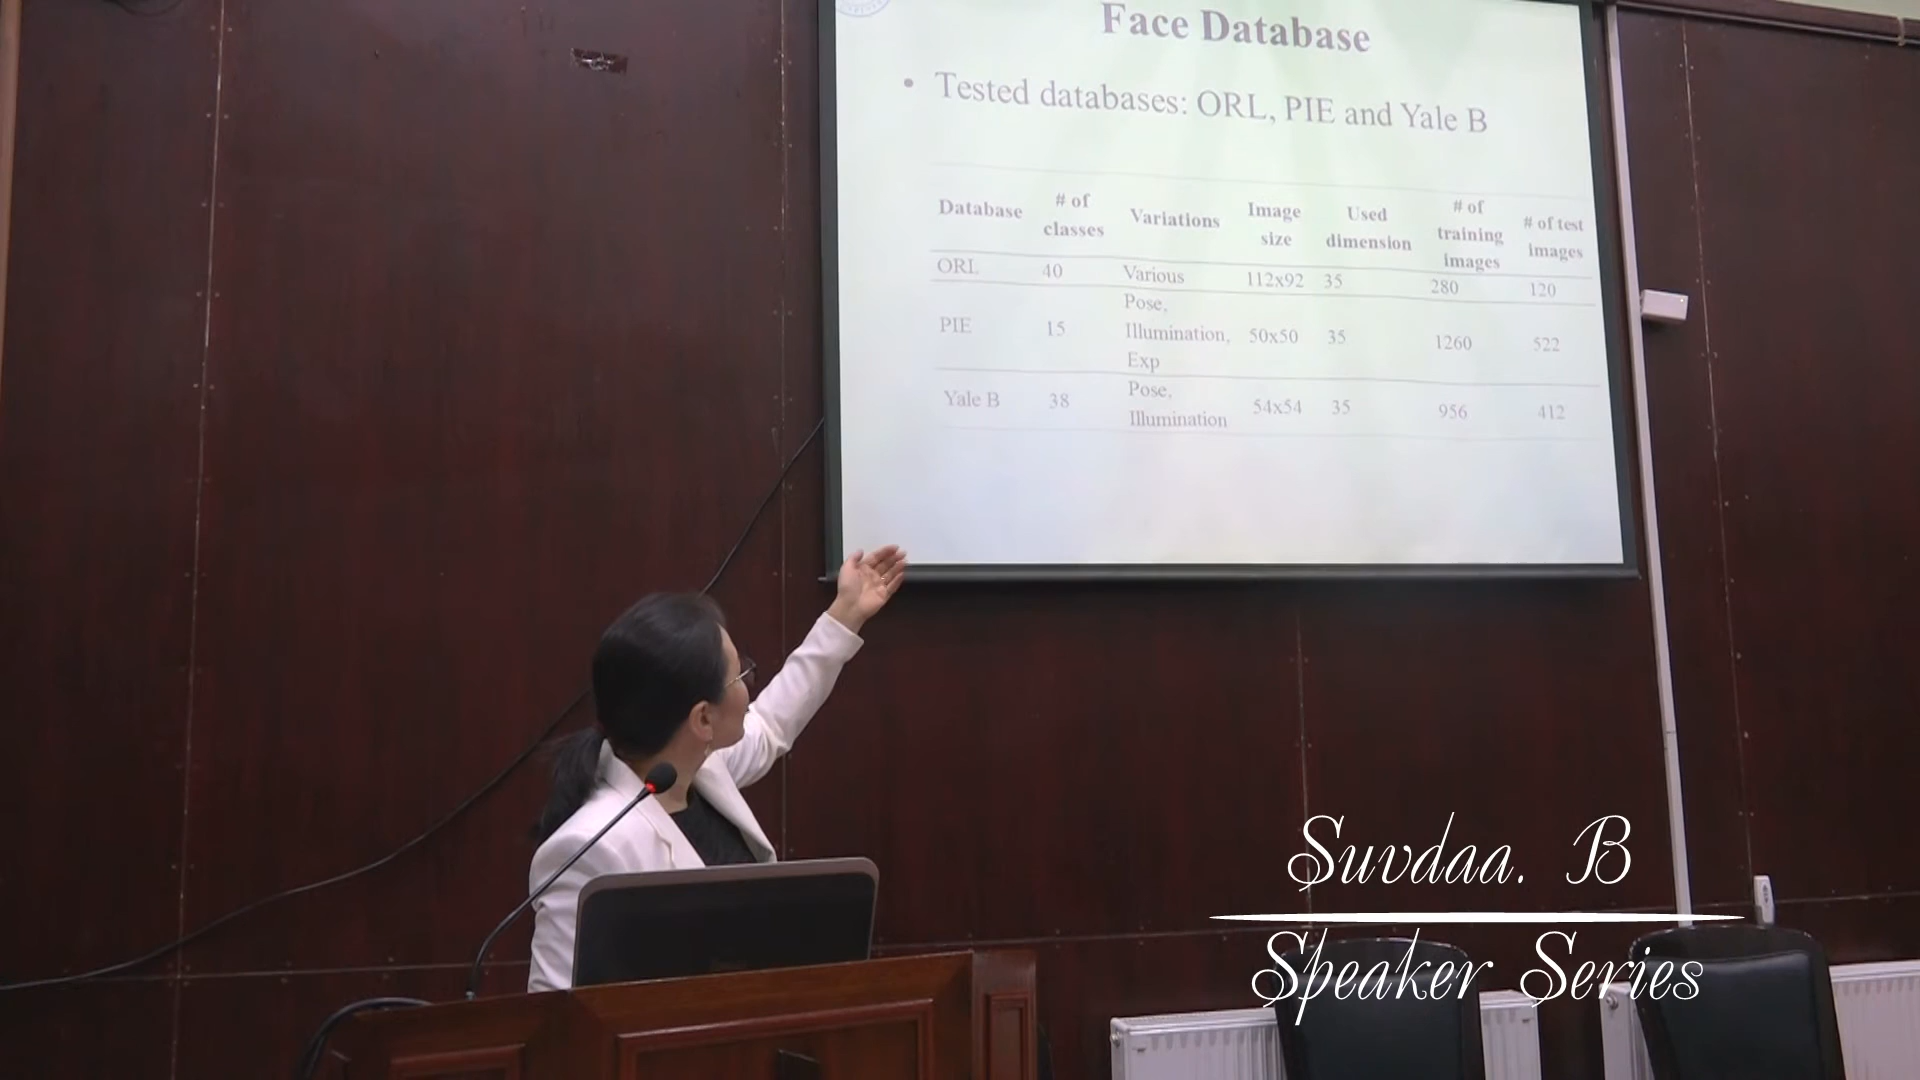 Face Database
• Tested databases: ORL, PIE and Yale B
Database # of classes Variations Image size Used dimension # of training images # of test images
ORL 40 Various 112x92 35 280 120
PIE 15 Pose, Illumination, Exp 50x50 35 1260 522
Yale B 38 Pose, Illumination 54x54 35 956 412
Suvdaa. B
Speaker Series